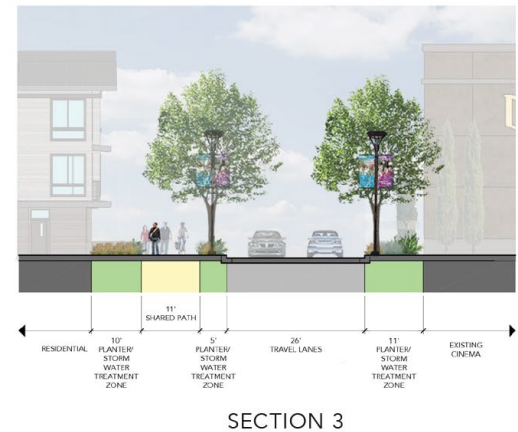 11'
SHARED PATH
RESIDENTIAL
10'
PLANTER/
STORM
WATER
TREATMENT
ZONE
5'
PLANTER/
STORM
WATER
TREATMENT
ZONE
26'
TRAVEL LANES
11'
PLANTER/
STORM
WATER
TREATMENT
ZONE
EXISTING
CINEMA
SECTION 3